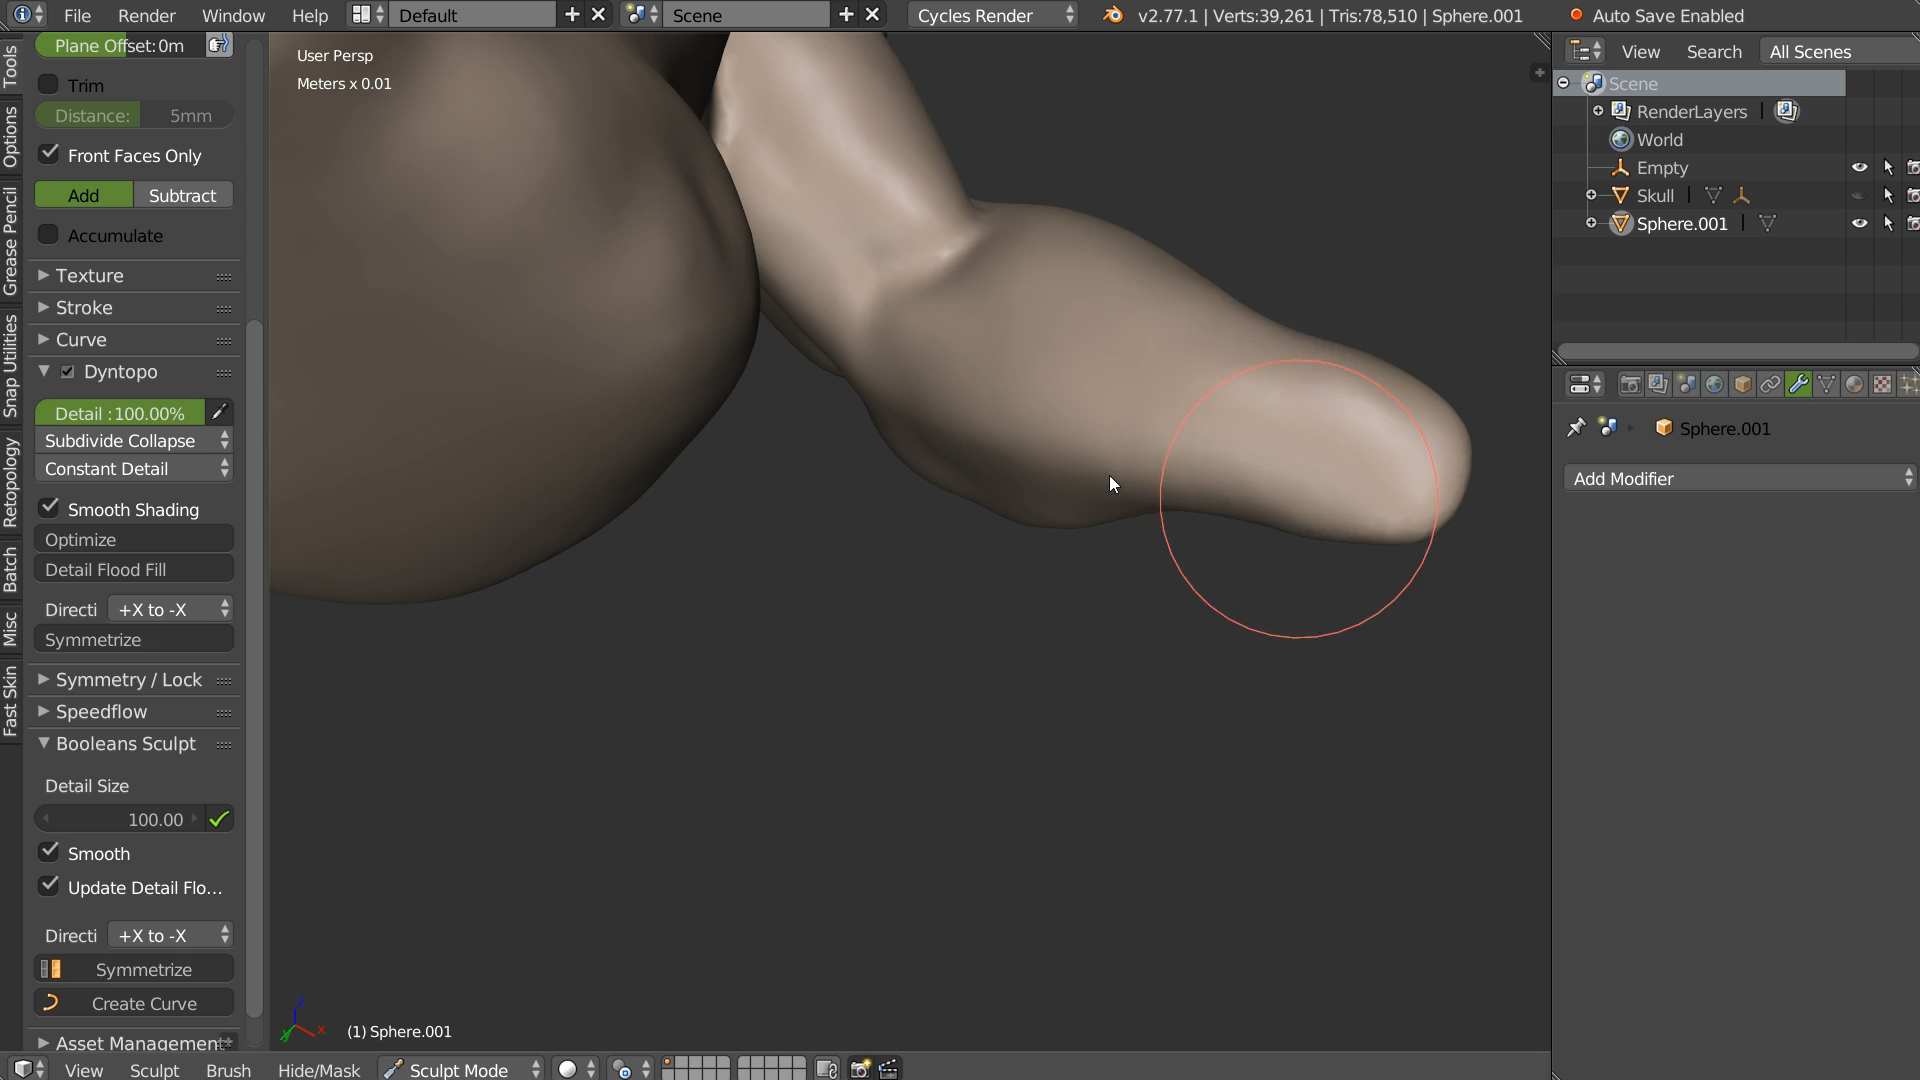 File Render Window Help Default Scene Cycles Render v2.77.1 | Verts:39,261 | Tris:78,510 | Sphere.001 Auto Save Enabled
Tools
Options
Grease Pencil
Snap Utilities
Retopology
Batch
Misc
Fast Skin
Plane Offset: 0m
Trim
Distance: 5mm
Front Faces Only
Add Subtract
Accumulate
Texture
Stroke
Curve
Dyntopo
Detail :100.00%
Subdivide Collapse
Constant Detail
Smooth Shading
Optimize
Detail Flood Fill
Directi +X to -X
Symmetrize
Symmetry / Lock
Speedflow
Booleans Sculpt
Detail Size
100.00
Smooth
Update Detail Flo...
Directi +X to -X
Symmetrize
Create Curve
Asset Management
User Persp
Meters x 0.01
(1) Sphere.001
View Search All Scenes
Scene
RenderLayers
World
Empty
Skull
Sphere.001
Sphere.001
Add Modifier
View Sculpt Brush Hide/Mask Sculpt Mode